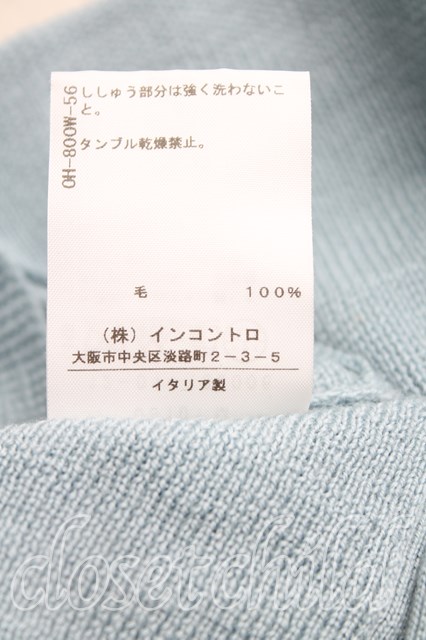 OH-800W-56
ししゅう部分は強く洗わないこ
と。
タンブル乾燥禁止。
毛 100%
（株）インコントロ
大阪市中央区淡路町2-3-5
イタリア製
closetchild